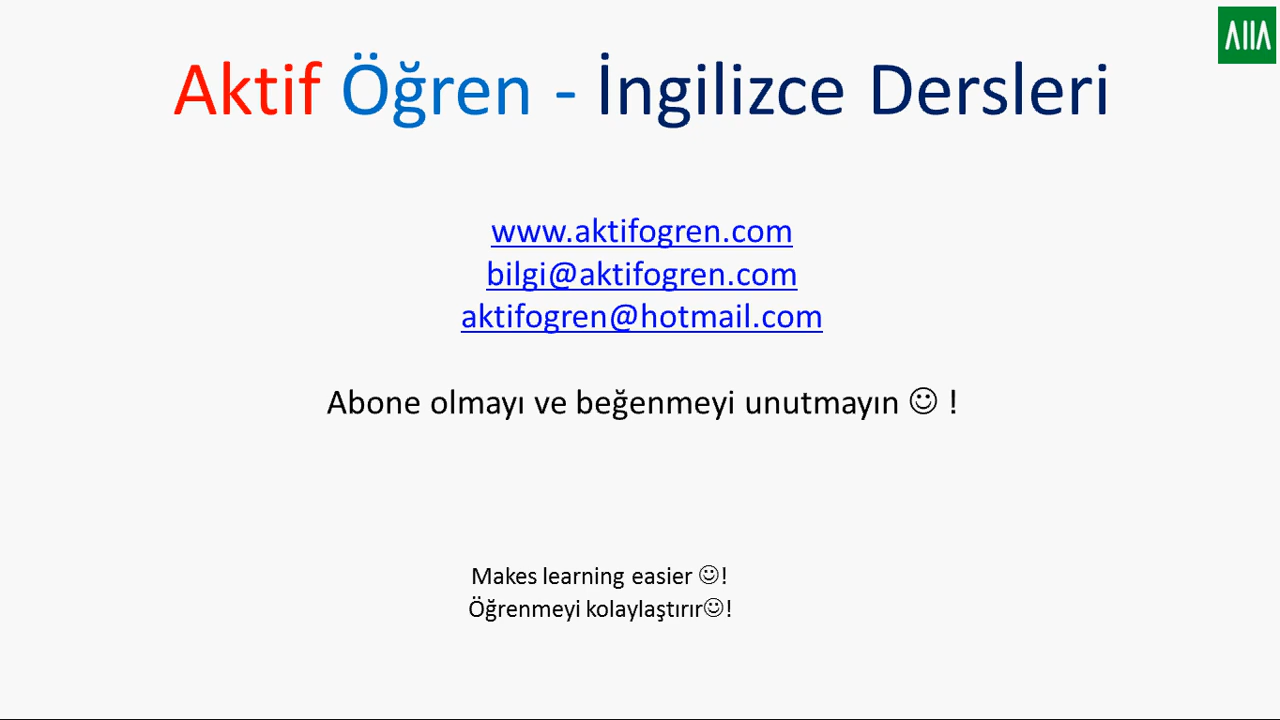 Aktif Öğren - İngilizce Dersleri
www.aktifogren.com
bilgi@aktifogren.com
aktifogren@hotmail.com
Abone olmayı ve beğenmeyi unutmayın ☺ !
Makes learning easier ☺!
Öğrenmeyi kolaylaştırır☺!